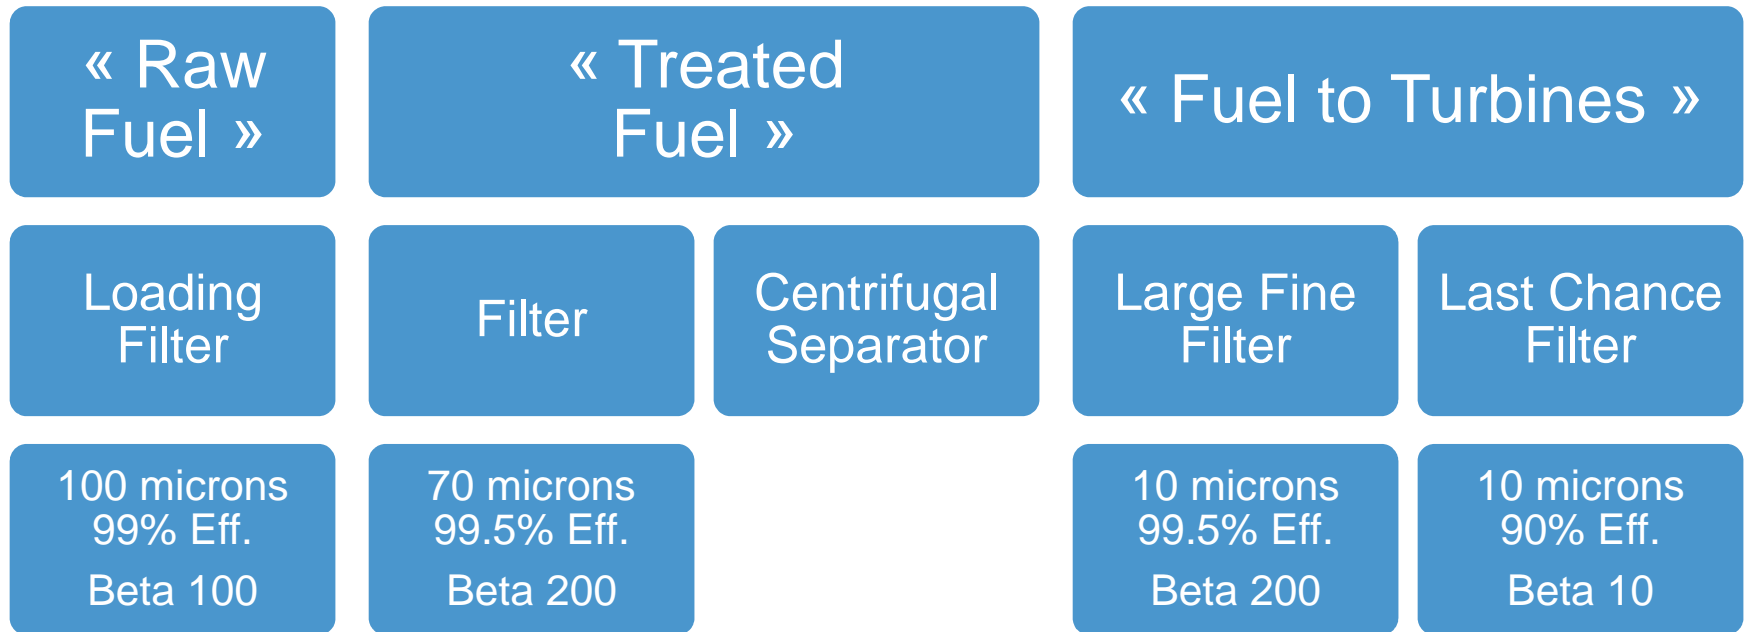 « Raw
Fuel »
« Treated
Fuel »
« Fuel to Turbines »
Loading
Filter
Filter
Centrifugal
Separator
Large Fine
Filter
Last Chance
Filter
100 microns
99% Eff.
Beta 100
70 microns
99.5% Eff.
Beta 200
10 microns
99.5% Eff.
Beta 200
10 microns
90% Eff.
Beta 10